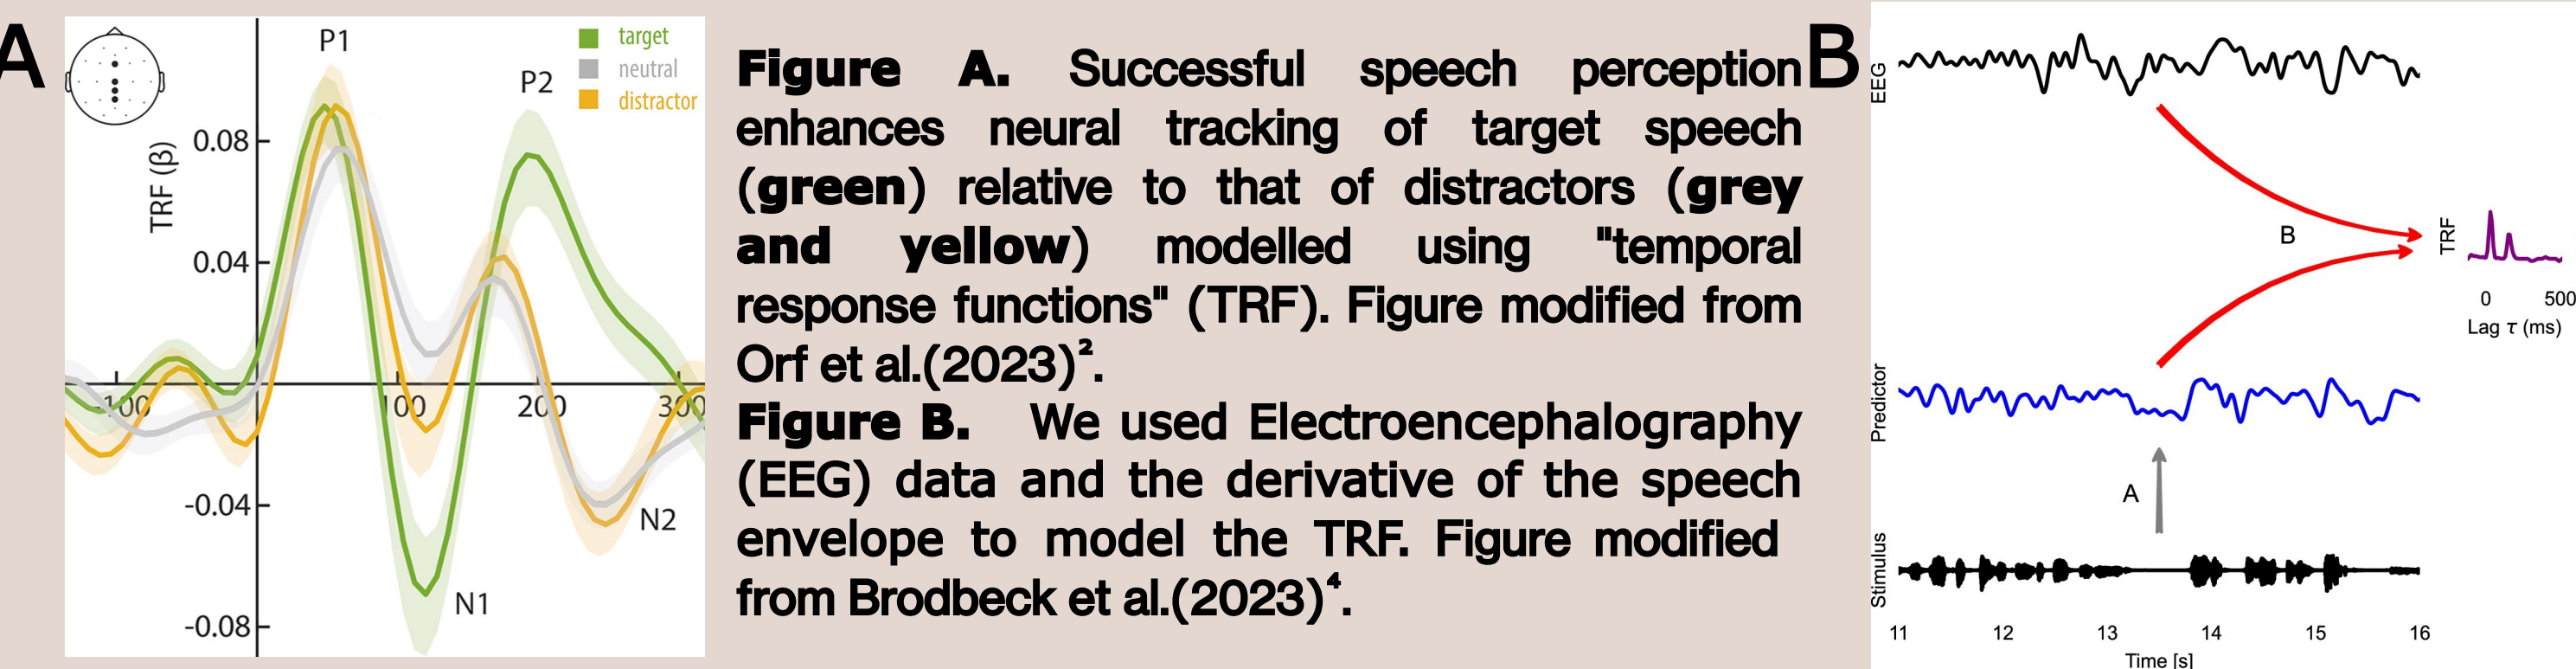 A
P1
P2
target
neutral
distractor
TRF (β)
0.08
0.04
-0.04
-0.08
-100
100
200
300
N1
N2
Figure A. Successful speech perception
enhances neural tracking of target speech
(green) relative to that of distractors (grey
and yellow) modelled using "temporal
response functions" (TRF). Figure modified from
Orf et al.(2023)².
Figure B. We used Electroencephalography
(EEG) data and the derivative of the speech
envelope to model the TRF. Figure modified
from Brodbeck et al.(2023)⁴.
B
EEG
B
TRF
0 500
Lag τ (ms)
Predictor
A
Stimulus
11 12 13 14 15 16
Time [s]